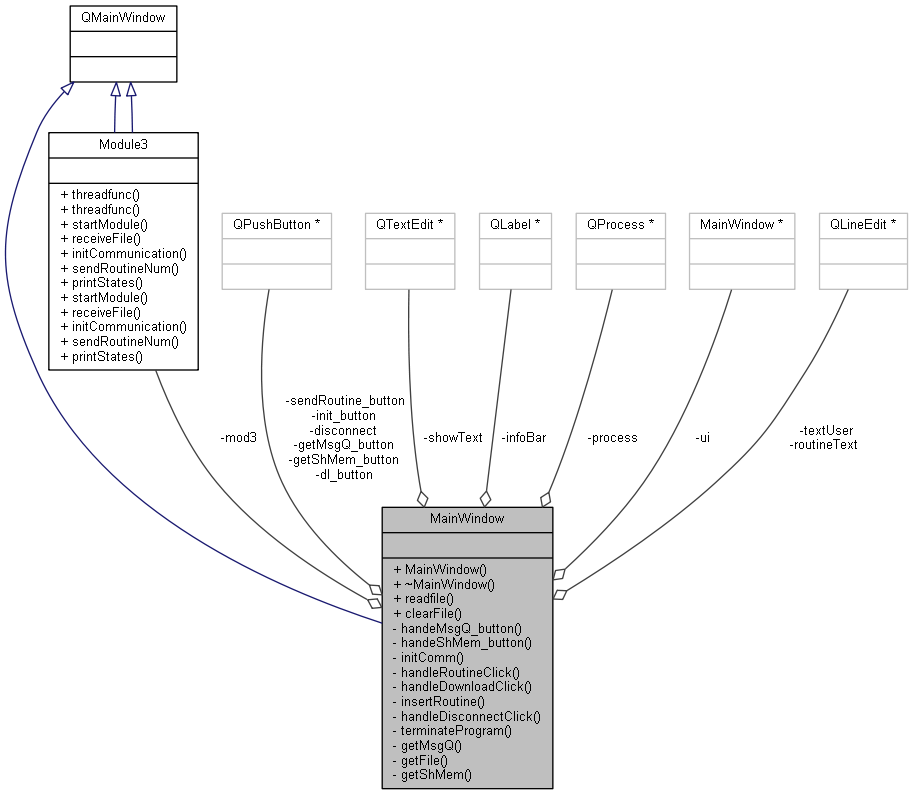 QMainWindow
Module3
+ threadfunc()
+ threadfunc()
+ startModule()
+ receiveFile()
+ initCommunication()
+ sendRoutineNum()
+ printStates()
+ startModule()
+ receiveFile()
+ initCommunication()
+ sendRoutineNum()
+ printStates()
QPushButton *
QTextEdit *
QLabel *
QProcess *
MainWindow *
QLineEdit *
-mod3
-sendRoutine_button
-init_button
-disconnect
-getMsgQ_button
-getShMem_button
-dl_button
-showText
-infoBar
-process
-ui
-textUser
-routineText
MainWindow
+ MainWindow()
+ ~MainWindow()
+ readfile()
+ clearFile()
- handeMsgQ_button()
- handeShMem_button()
- initComm()
- handleRoutineClick()
- handleDownloadClick()
- insertRoutine()
- handleDisconnectClick()
- terminateProgram()
- getMsgQ()
- getFile()
- getShMem()